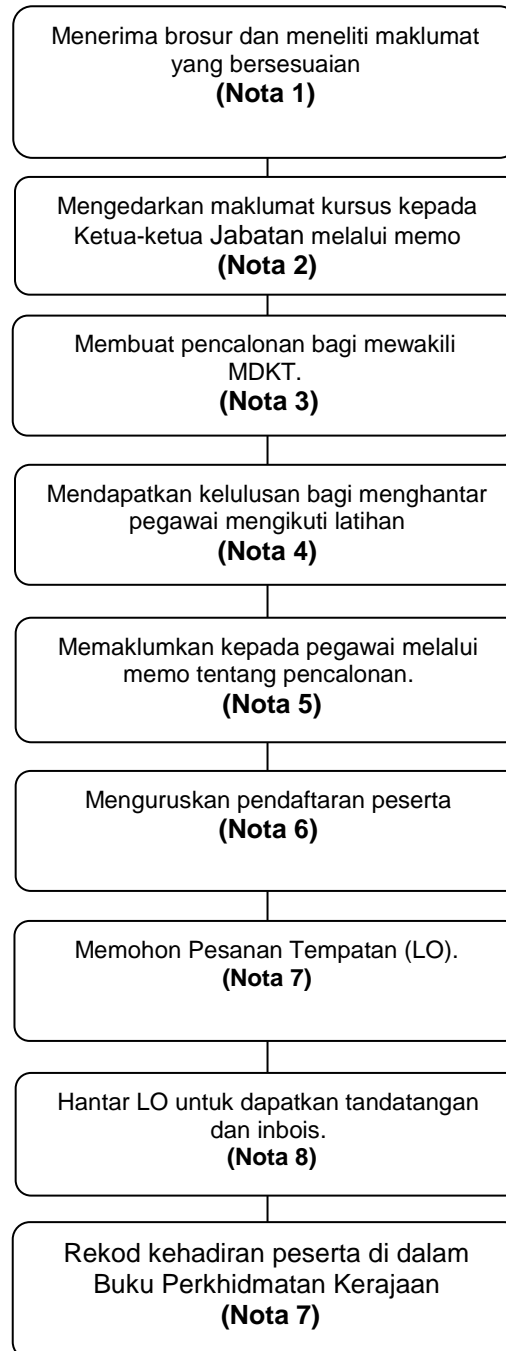 Menerima brosur dan meneliti maklumat
yang bersesuaian
(Nota 1)
Mengedarkan maklumat kursus kepada
Ketua-ketua Jabatan melalui memo
(Nota 2)
Membuat pencalonan bagi mewakili
MDKT.
(Nota 3)
Mendapatkan kelulusan bagi menghantar
pegawai mengikuti latihan
(Nota 4)
Memaklumkan kepada pegawai melalui
memo tentang pencalonan.
(Nota 5)
Menguruskan pendaftaran peserta
(Nota 6)
Memohon Pesanan Tempatan (LO).
(Nota 7)
Hantar LO untuk dapatkan tandatangan
dan inbois.
(Nota 8)
Rekod kehadiran peserta di dalam
Buku Perkhidmatan Kerajaan
(Nota 7)